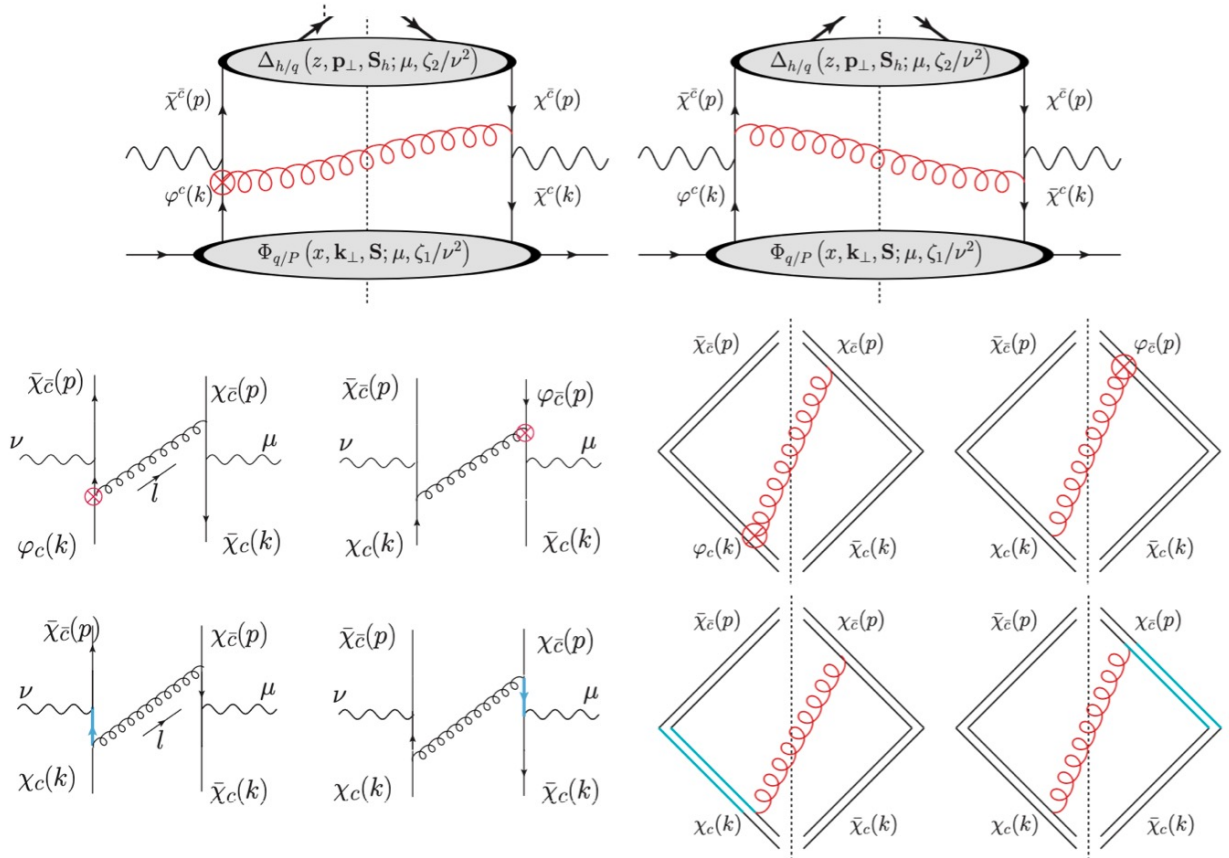 Δ_{h/q} (z, p_⊥, S_h; μ, ζ_2/ν^2)
χ̄^{c̄}(p)
χ^{c̄}(p)
φ^c(k)
χ̄^c(k)
Φ_{q/P} (x, k_⊥, S; μ, ζ_1/ν^2)
Δ_{h/q} (z, p_⊥, S_h; μ, ζ_2/ν^2)
χ̄^{c̄}(p)
χ^{c̄}(p)
φ^c(k)
χ̄^c(k)
Φ_{q/P} (x, k_⊥, S; μ, ζ_1/ν^2)
χ̄_{c̄}(p)
χ_{c̄}(p)
ν
μ
l
φ_c(k)
χ̄_c(k)
χ̄_{c̄}(p)
φ_{c̄}(p)
ν
μ
χ_c(k)
χ̄_c(k)
χ̄_{c̄}(p)
χ_{c̄}(p)
φ_c(k)
χ̄_c(k)
χ̄_{c̄}(p)
φ_{c̄}(p)
χ_c(k)
χ̄_c(k)
χ̄_{c̄}(p)
χ_{c̄}(p)
ν
μ
l
χ_c(k)
χ̄_c(k)
χ̄_{c̄}(p)
χ_{c̄}(p)
ν
μ
χ_c(k)
χ̄_c(k)
χ̄_{c̄}(p)
χ_{c̄}(p)
χ_c(k)
χ̄_c(k)
χ̄_{c̄}(p)
χ_{c̄}(p)
χ_c(k)
χ̄_c(k)